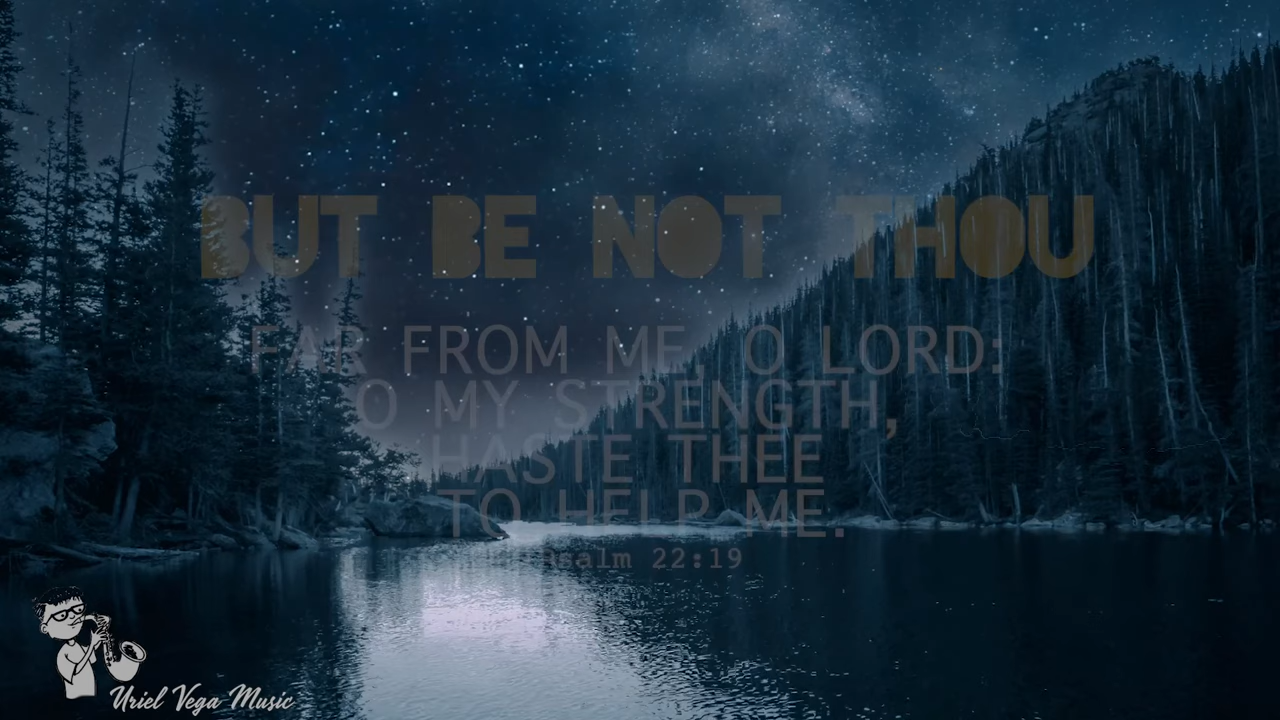 BUT BE NOT THOU
FAR FROM ME, O LORD:
O MY STRENGTH,
HASTE THEE
TO HELP ME.
Psalm 22:19
Uriel Vega Music